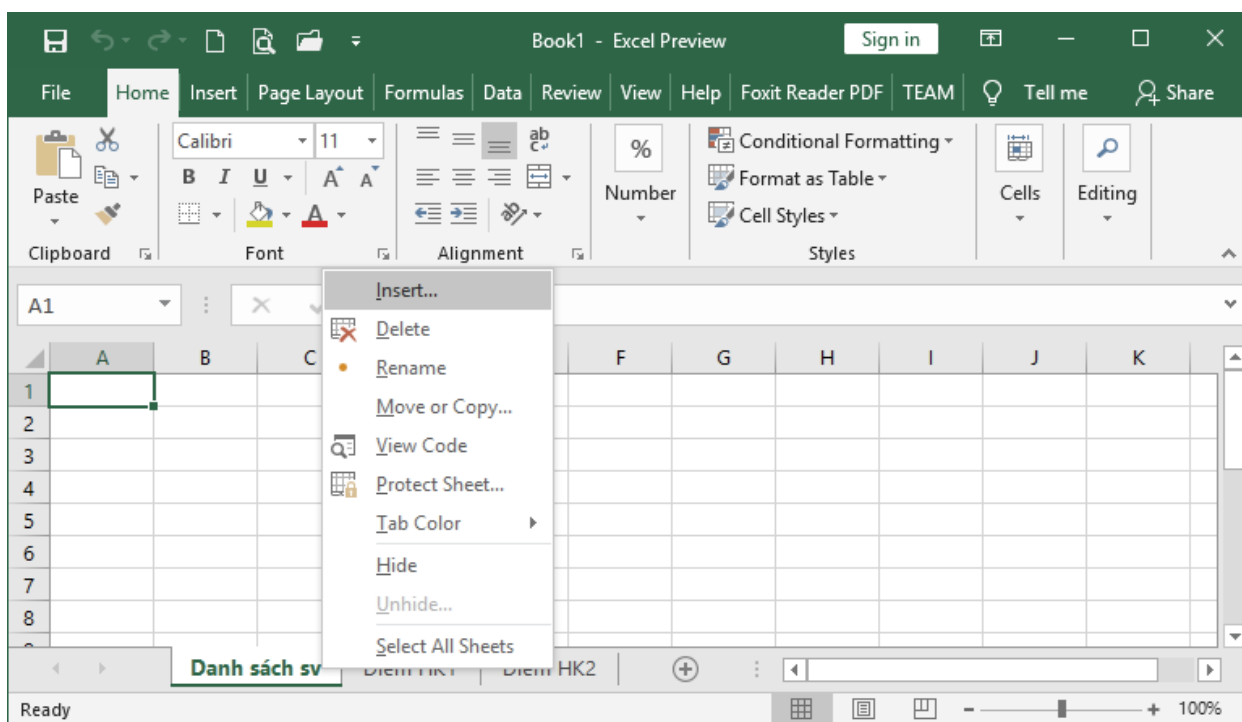 Book1 - Excel Preview Sign in
File Home Insert Page Layout Formulas Data Review View Help Foxit Reader PDF TEAM Tell me Share
Calibri 11 ab Conditional Formatting
Paste B I U A A % Number Format as Table Cells Editing
A Cell Styles
Clipboard Font Alignment Styles
A1
Insert...
Delete
Rename
Move or Copy...
View Code
Protect Sheet...
Tab Color
Hide
Unhide...
Select All Sheets
A B C F G H I J K
1
2
3
4
5
6
7
8
Danh sách sv Điểm HK1 Điểm HK2
Ready 100%